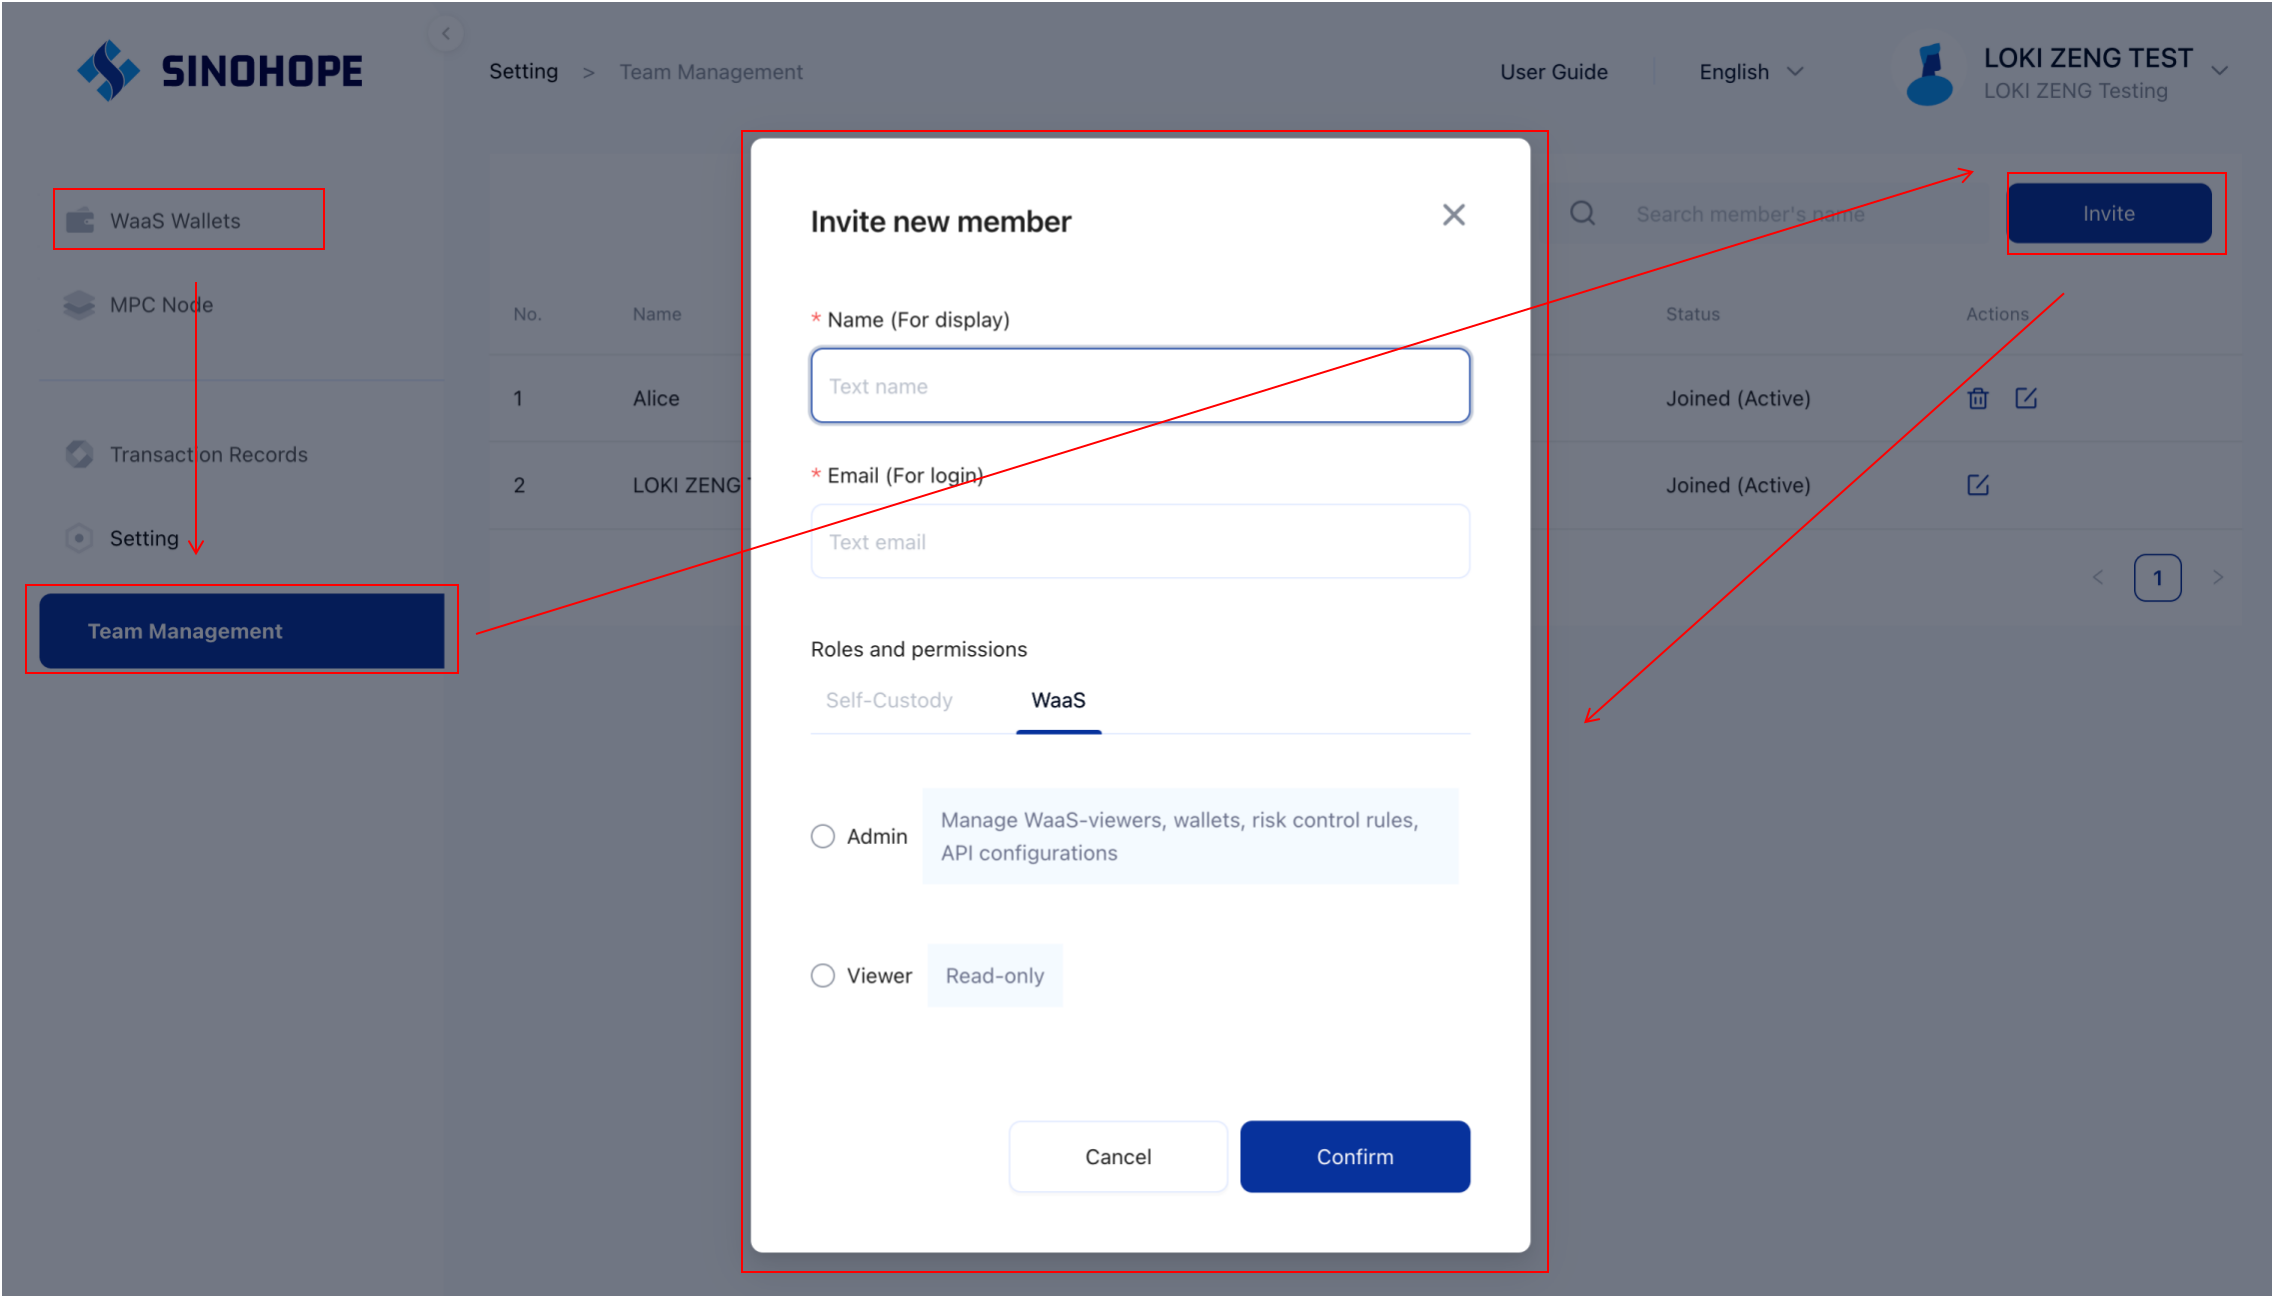 SINOHOPE
Setting > Team Management
User Guide
English
LOKI ZENG TEST
LOKI ZENG Testing
WaaS Wallets
MPC Node
Transaction Records
Setting
Team Management
Search member's name
Invite
No. Name Status Actions
1 Alice Joined (Active)
2 LOKI ZENG Joined (Active)
< 1 >
Invite new member
* Name (For display)
Text name
* Email (For login)
Text email
Roles and permissions
Self-Custody WaaS
Admin
Manage WaaS-viewers, wallets, risk control rules,
API configurations
Viewer
Read-only
Cancel
Confirm